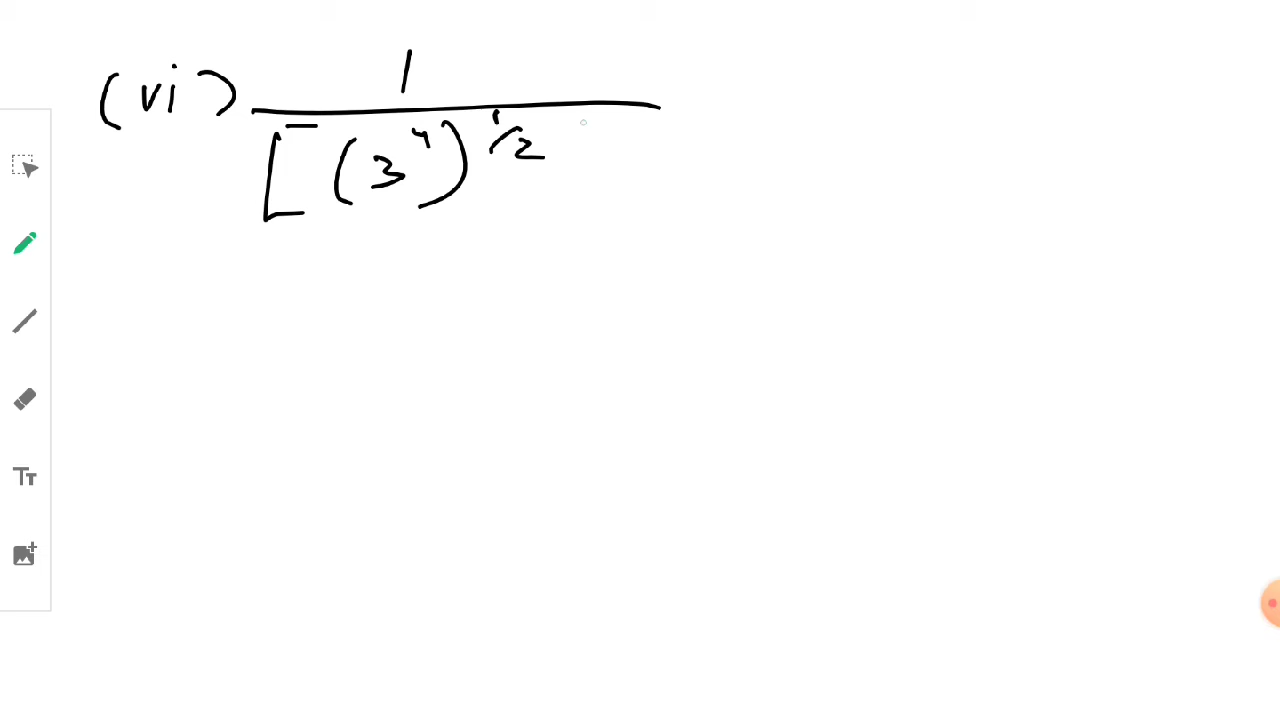 (vi) 1
[ (3⁴)^1/2